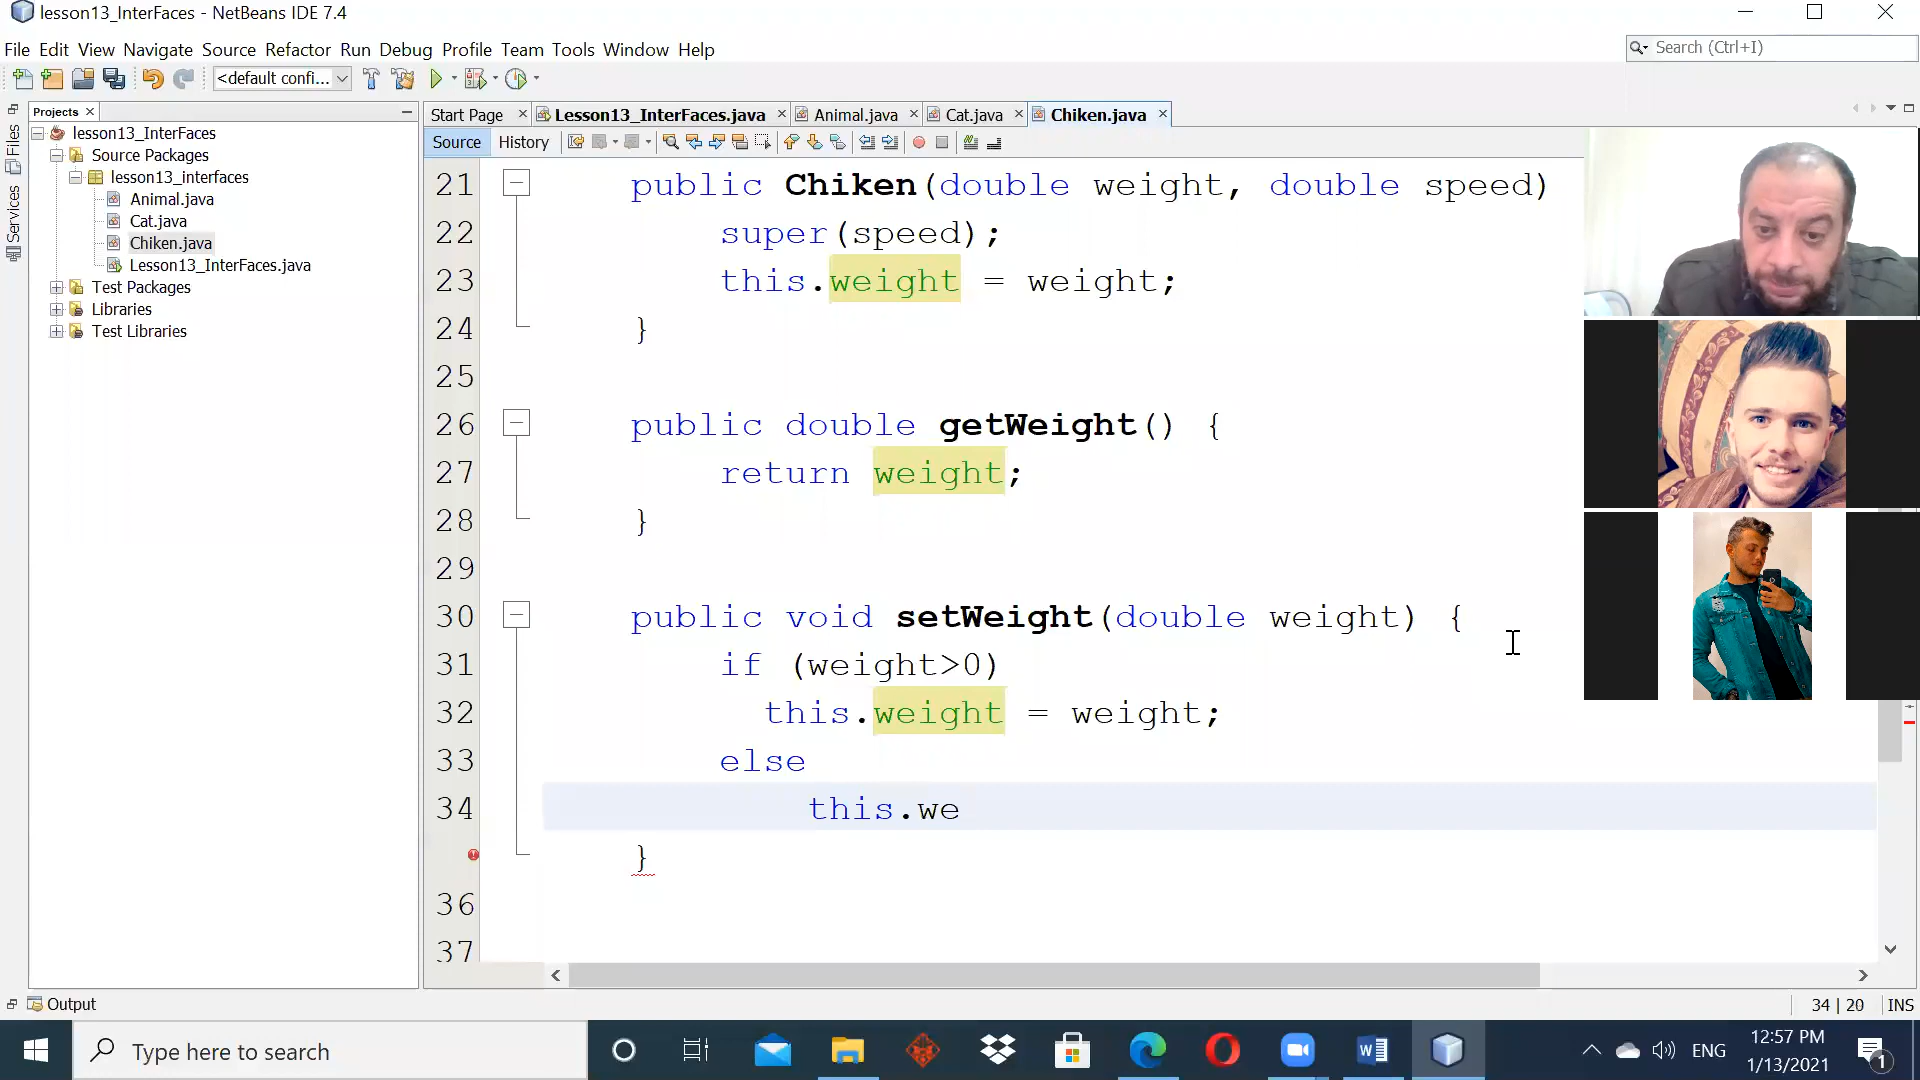 lesson13_InterFaces - NetBeans IDE 7.4
File Edit View Navigate Source Refactor Run Debug Profile Team Tools Window Help
Search (Ctrl+I)
<default confi...
Files
Services
Projects
lesson13_InterFaces
Source Packages
lesson13_interfaces
Animal.java
Cat.java
Chiken.java
Lesson13_InterFaces.java
Test Packages
Libraries
Test Libraries
Start Page Lesson13_InterFaces.java Animal.java Cat.java Chiken.java
Source History
21 public Chiken(double weight, double speed)
22 super(speed);
23 this.weight = weight;
24 }
25
26 public double getWeight() {
27 return weight;
28 }
29
30 public void setWeight(double weight) {
31 if (weight>0)
32 this.weight = weight;
33 else
34 this.we
}
36
37
Output
34 | 20 INS
Type here to search
ENG
12:57 PM
1/13/2021
1